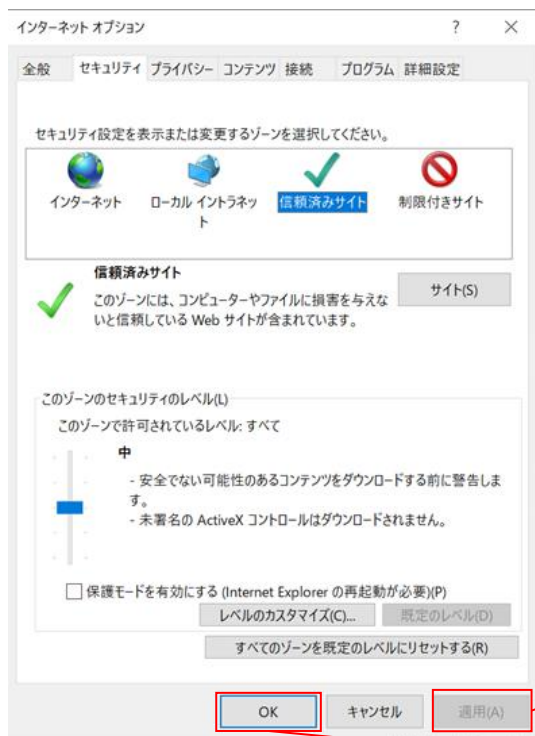 インターネット オプション ? ×
全般 セキュリティ プライバシー コンテンツ 接続 プログラム 詳細設定
セキュリティ設定を表示または変更するゾーンを選択してください。
インターネット ローカル イントラネッ 信頼済みサイト 制限付きサイト
ト
信頼済みサイト
サイト(S)
このゾーンには、コンピューターやファイルに損害を与えな
いと信頼している Web サイトが含まれています。
このゾーンのセキュリティのレベル(L)
このゾーンで許可されているレベル: すべて
中
- 安全でない可能性のあるコンテンツをダウンロードする前に警告しま
す。
- 未署名の ActiveX コントロールはダウンロードされません。
保護モードを有効にする (Internet Explorer の再起動が必要)(P)
レベルのカスタマイズ(C)... 既定のレベル(D)
すべてのゾーンを既定のレベルにリセットする(R)
OK キャンセル 適用(A)